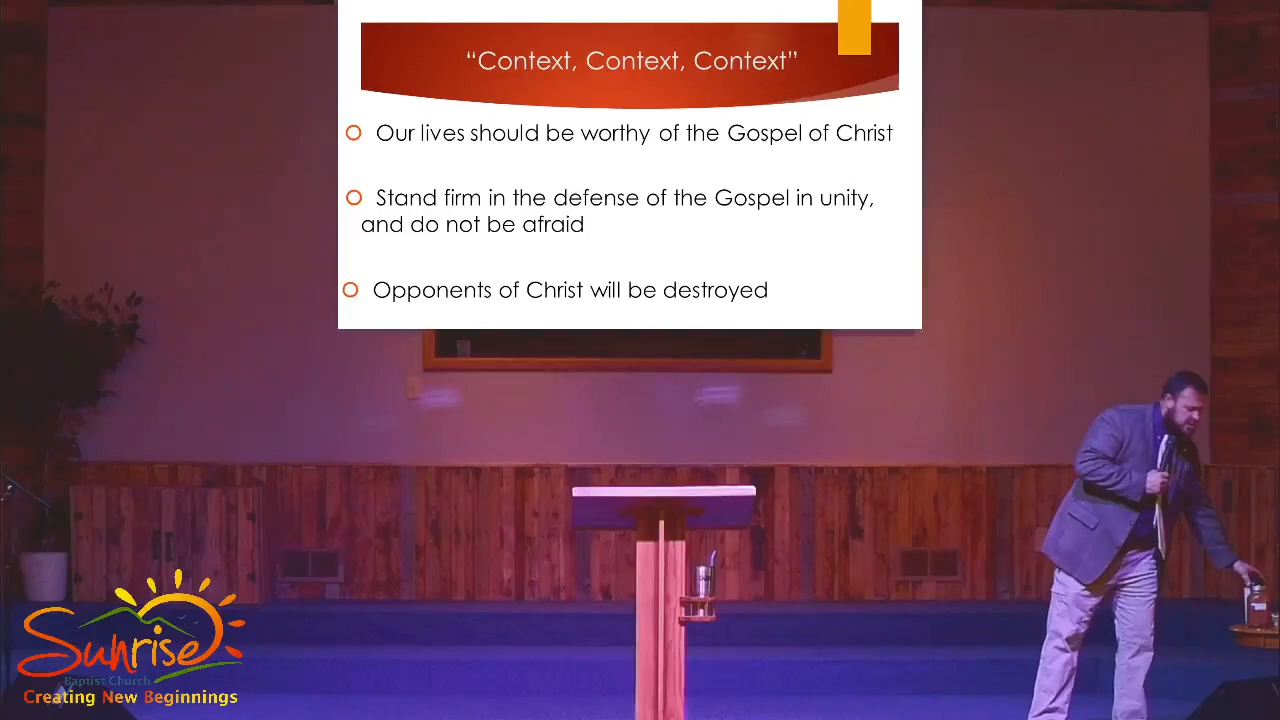 “Context, Context, Context”
Our lives should be worthy of the Gospel of Christ
Stand firm in the defense of the Gospel in unity,
and do not be afraid
Opponents of Christ will be destroyed
Sunrise
Baptist Church
Creating New Beginnings